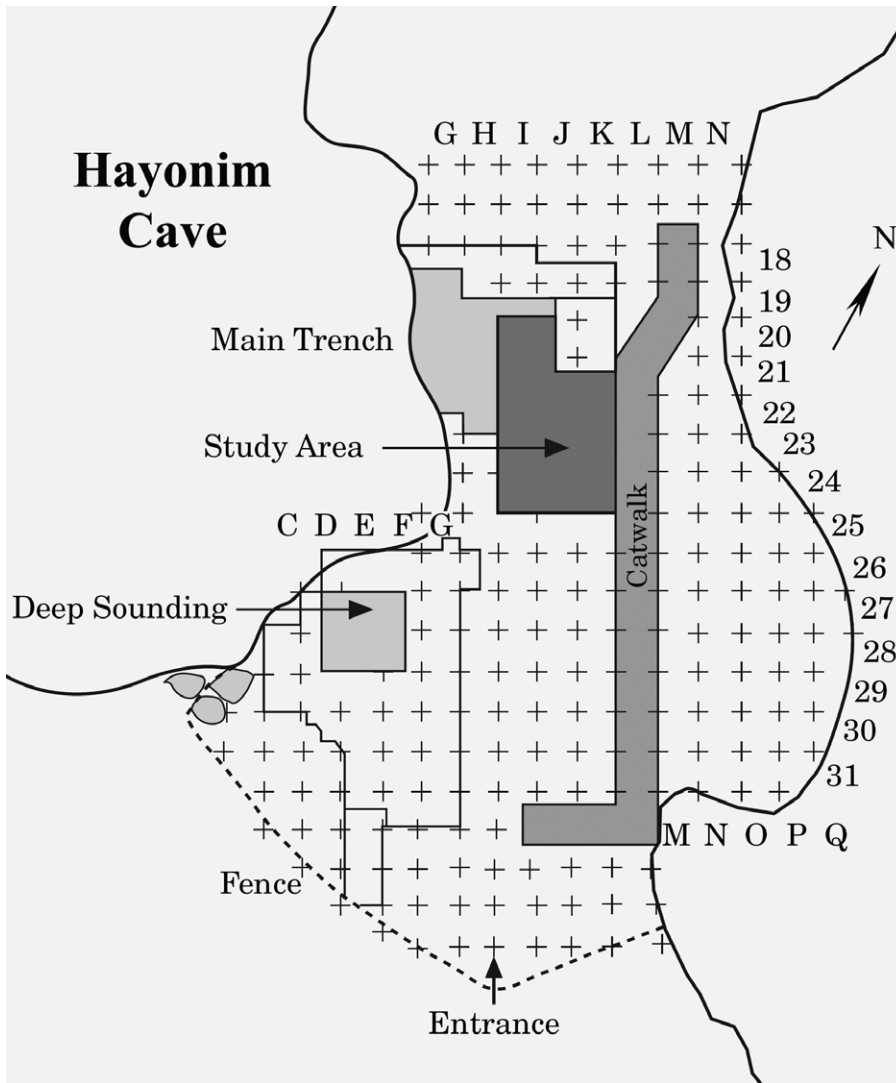 Hayonim
Cave
G H I J K L M N
N
18
19
20
21
22
23
24
25
26
27
28
29
30
31
Main Trench
Study Area
C D E F G
Catwalk
Deep Sounding
M N O P Q
Fence
Entrance